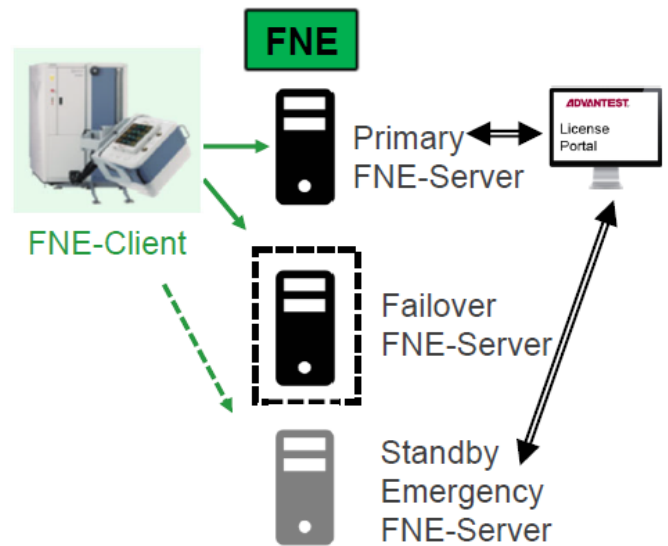 FNE
ADVANTEST.
License
Portal
Primary
FNE-Server
FNE-Client
Failover
FNE-Server
Standby
Emergency
FNE-Server